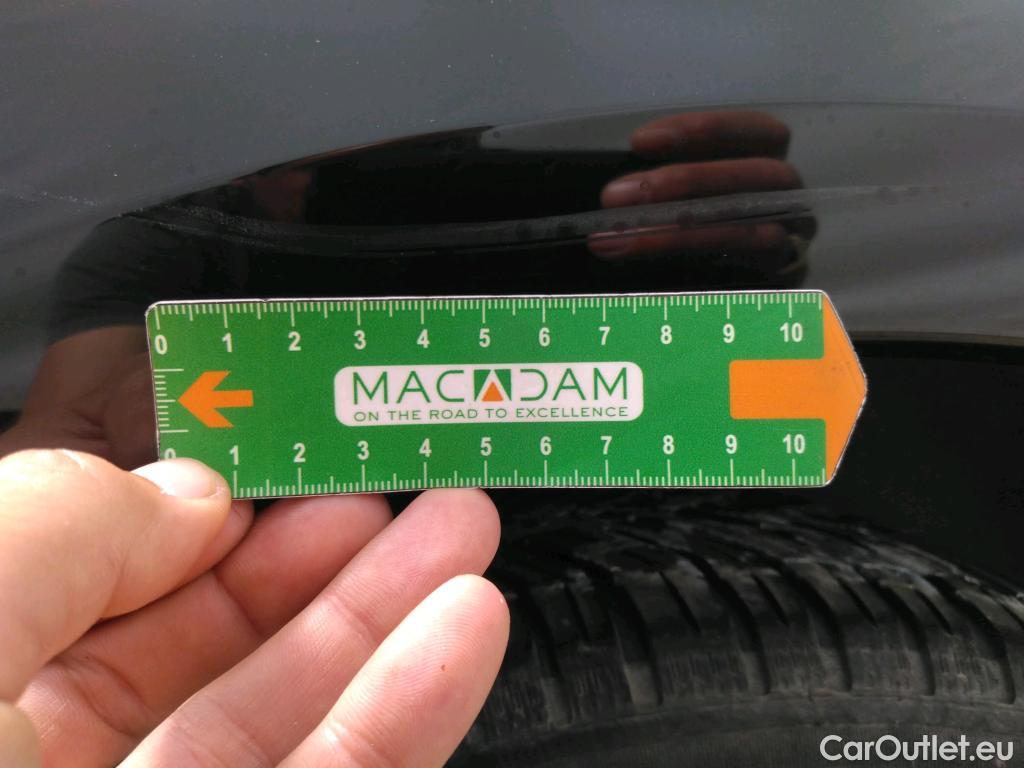 0 1 2 3 4 5 6 7 8 9 10
MACADAM
ON THE ROAD TO EXCELLENCE
0 1 2 3 4 5 6 7 8 9 10
CarOutlet.eu